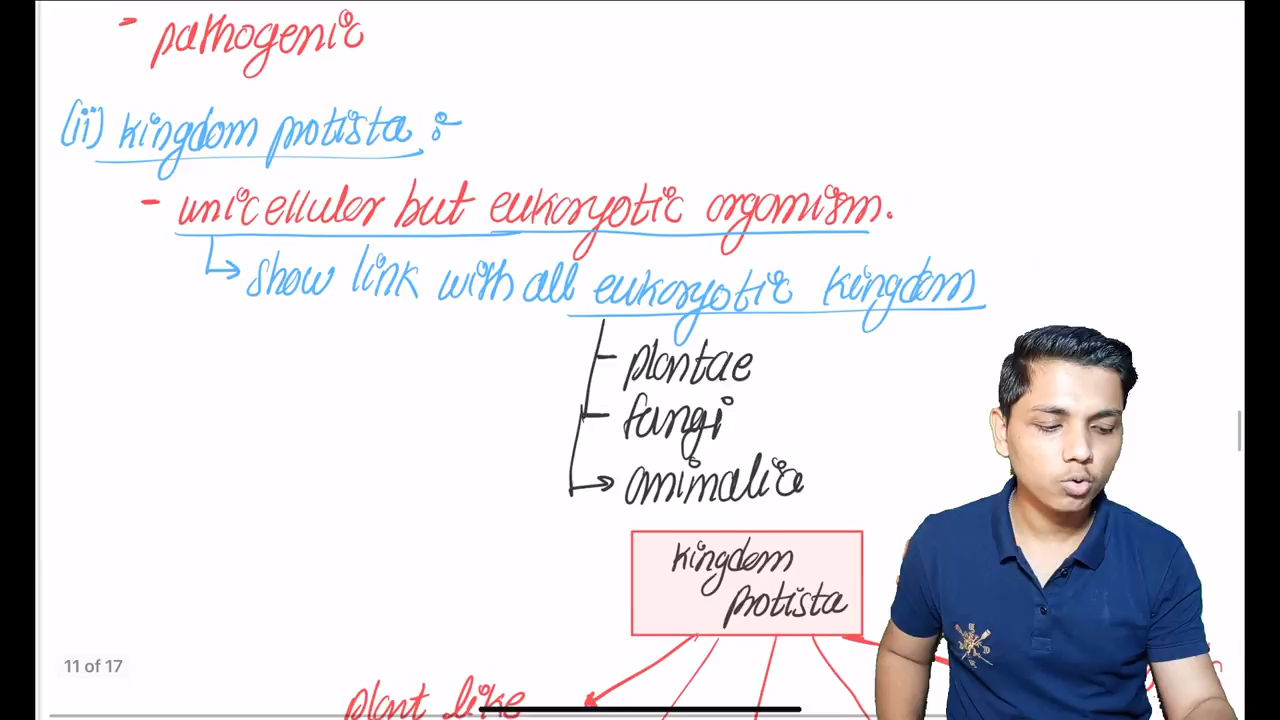 - pathogenic
(ii) kingdom protista :-
- unicelluler but eukaryotic orgamism.
↳ show link with all eukaryotic kingdom
plantae
fungi
animalia
kingdom
protista
plant like
11 of 17